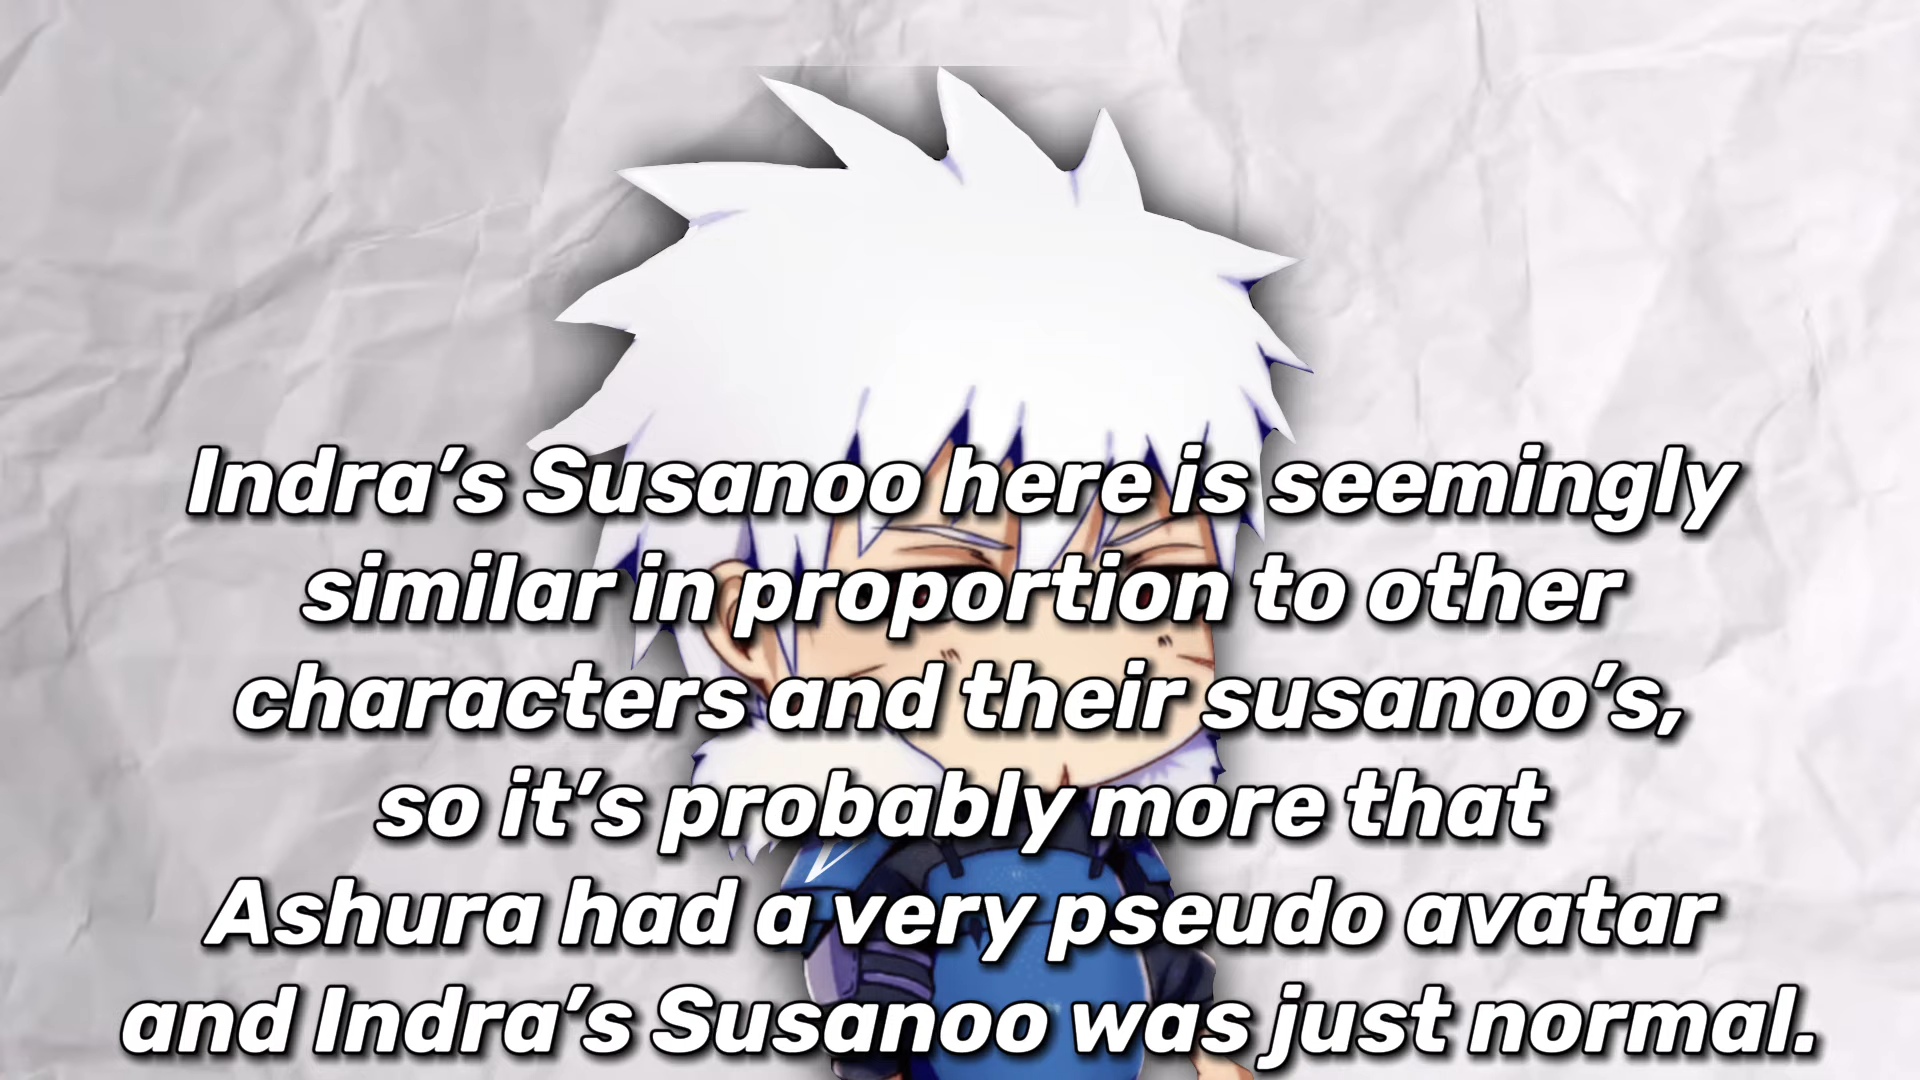 Indra’s Susanoo here is seemingly
similar in proportion to other
characters and their susanoo’s,
so it’s probably more that
Ashura had a very pseudo avatar
and Indra’s Susanoo was just normal.